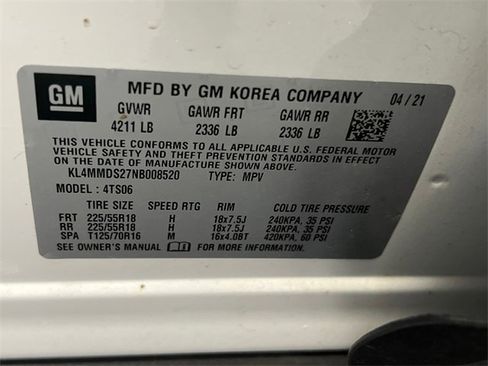 GM
MFD BY GM KOREA COMPANY 04/21
GVWR GAWR FRT GAWR RR
4211 LB 2336 LB 2336 LB
THIS VEHICLE CONFORMS TO ALL APPLICABLE U.S. FEDERAL MOTOR
VEHICLE SAFETY AND THEFT PREVENTION STANDARDS IN EFFECT
ON THE DATE OF MANUFACTURE SHOWN ABOVE.
KL4MMDS27NB008520 TYPE: MPV
MODEL : 4TS06
TIRE SIZE SPEED RTG RIM COLD TIRE PRESSURE
FRT 225/55R18 H 18x7.5J 240KPA, 35 PSI
RR 225/55R18 H 18x7.5J 240KPA, 35 PSI
SPA T125/70R16 M 16x4.0BT 420KPA, 60 PSI
SEE OWNER'S MANUAL FOR MORE INFORMATION.